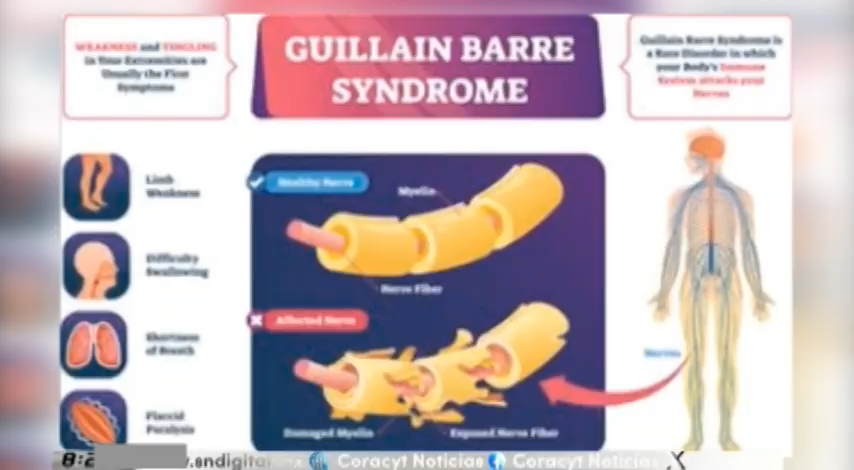 WEAKNESS and TINGLING
in Your Extremities are
Usually the First
Symptoms
GUILLAIN BARRE
SYNDROME
Guillain Barre Syndrome is
a Rare Disorder in which
your Body's Immune
System attacks your
Nerves
Limb
Weakness
Difficulty
Swallowing
Shortness
of Breath
Flaccid
Paralysis
Healthy Nerve
Myelin
Nerve Fiber
Affected Nerve
Damaged Myelin
Exposed Nerve Fiber
Nerves
Coracyt Noticias
Coracyt Noticias
X